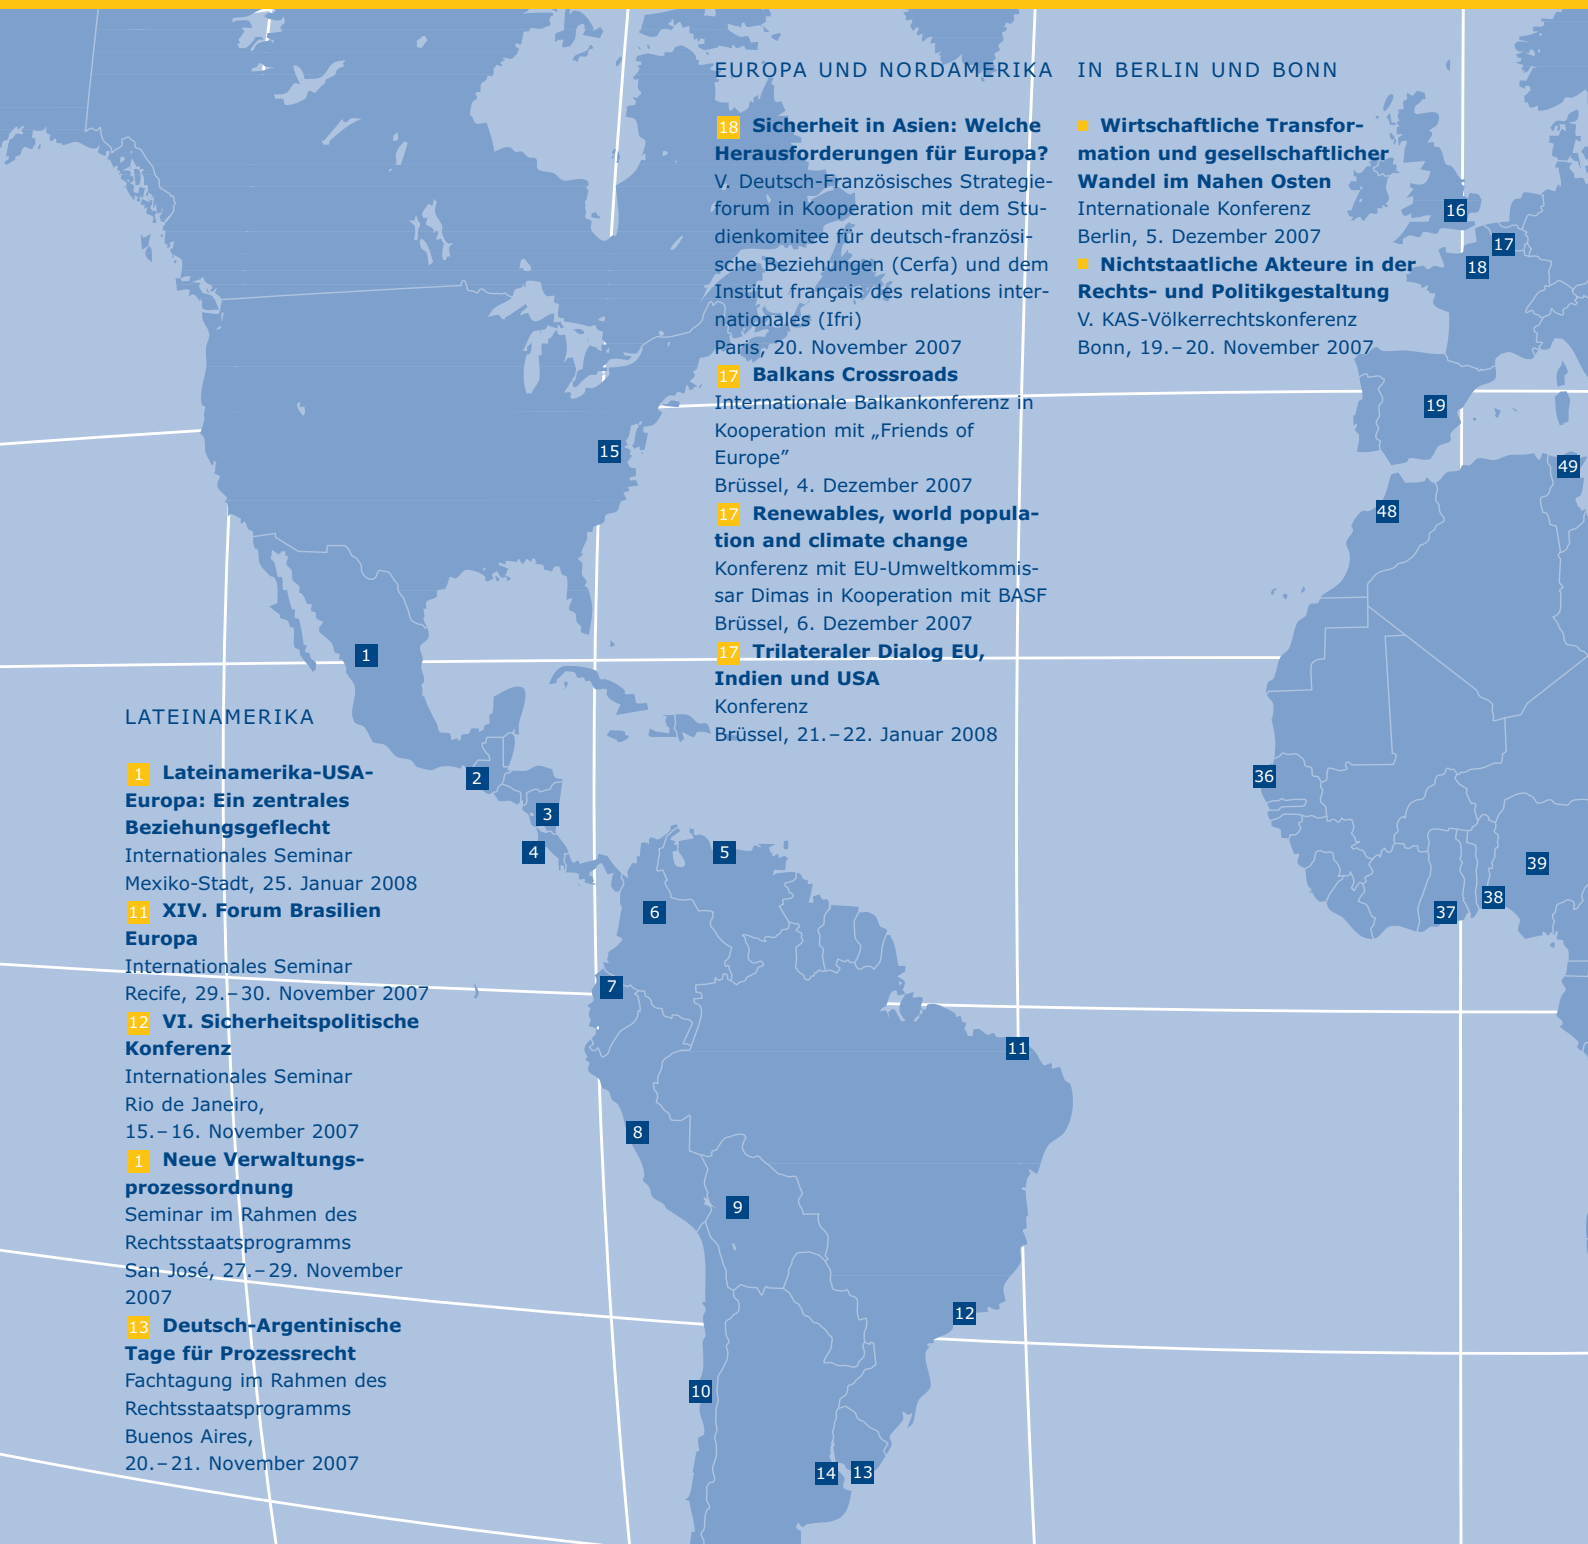 EUROPA UND NORDAMERIKA
18 Sicherheit in Asien: Welche
Herausforderungen für Europa?
V. Deutsch-Französisches Strategie-
forum in Kooperation mit dem Stu-
dienkomitee für deutsch-französi-
sche Beziehungen (Cerfa) und dem
Institut français des relations inter-
nationales (Ifri)
Paris, 20. November 2007
17 Balkans Crossroads
Internationale Balkankonferenz in
Kooperation mit „Friends of
Europe”
Brüssel, 4. Dezember 2007
17 Renewables, world popula-
tion and climate change
Konferenz mit EU-Umweltkommis-
sar Dimas in Kooperation mit BASF
Brüssel, 6. Dezember 2007
17 Trilateraler Dialog EU,
Indien und USA
Konferenz
Brüssel, 21.–22. Januar 2008
IN BERLIN UND BONN
Wirtschaftliche Transfor-
mation und gesellschaftlicher
Wandel im Nahen Osten
Internationale Konferenz
Berlin, 5. Dezember 2007
Nichtstaatliche Akteure in der
Rechts- und Politikgestaltung
V. KAS-Völkerrechtskonferenz
Bonn, 19.–20. November 2007
LATEINAMERIKA
1 Lateinamerika-USA-
Europa: Ein zentrales
Beziehungsgeflecht
Internationales Seminar
Mexiko-Stadt, 25. Januar 2008
11 XIV. Forum Brasilien
Europa
Internationales Seminar
Recife, 29.–30. November 2007
12 VI. Sicherheitspolitische
Konferenz
Internationales Seminar
Rio de Janeiro,
15.–16. November 2007
1 Neue Verwaltungs-
prozessordnung
Seminar im Rahmen des
Rechtsstaatsprogramms
San José, 27.–29. November
2007
13 Deutsch-Argentinische
Tage für Prozessrecht
Fachtagung im Rahmen des
Rechtsstaatsprogramms
Buenos Aires,
20.–21. November 2007
16
17
18
19
15
49
48
1
2
3
4
5
6
7
8
9
10
11
12
13
14
36
37
38
39